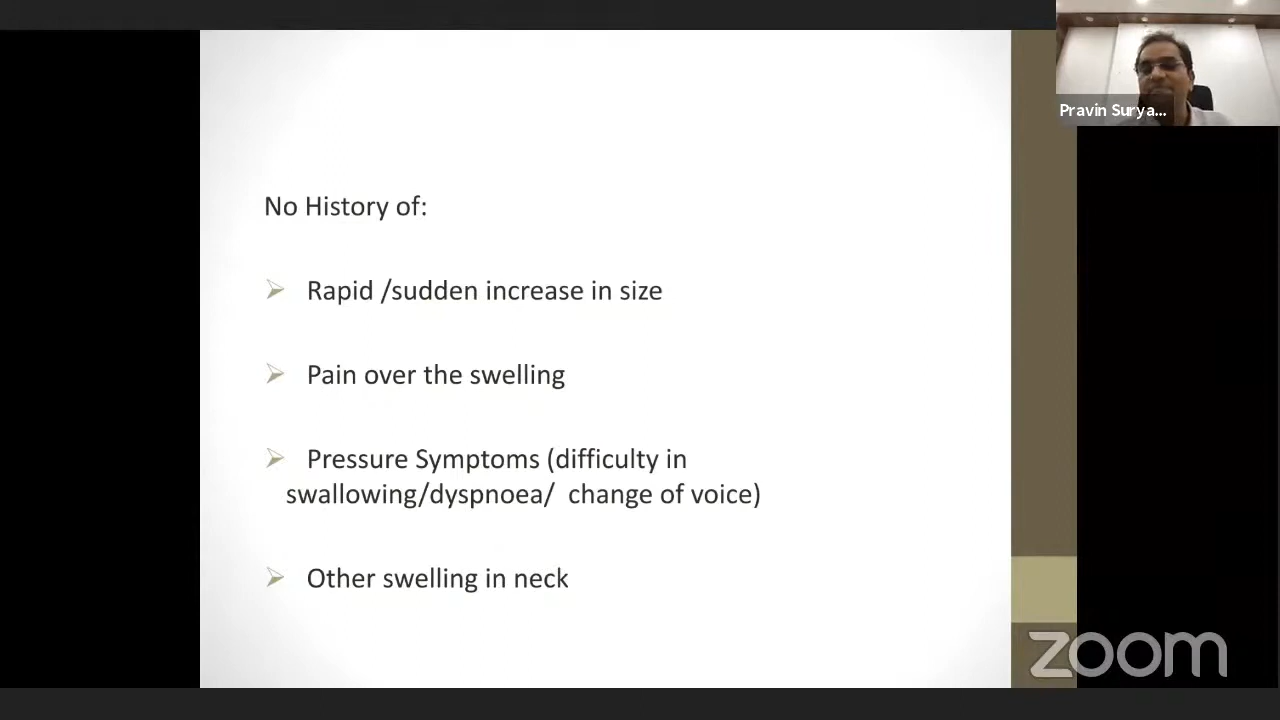 Pravin Surya...
No History of:
Rapid /sudden increase in size
Pain over the swelling
Pressure Symptoms (difficulty in
swallowing/dyspnoea/ change of voice)
Other swelling in neck
zoom